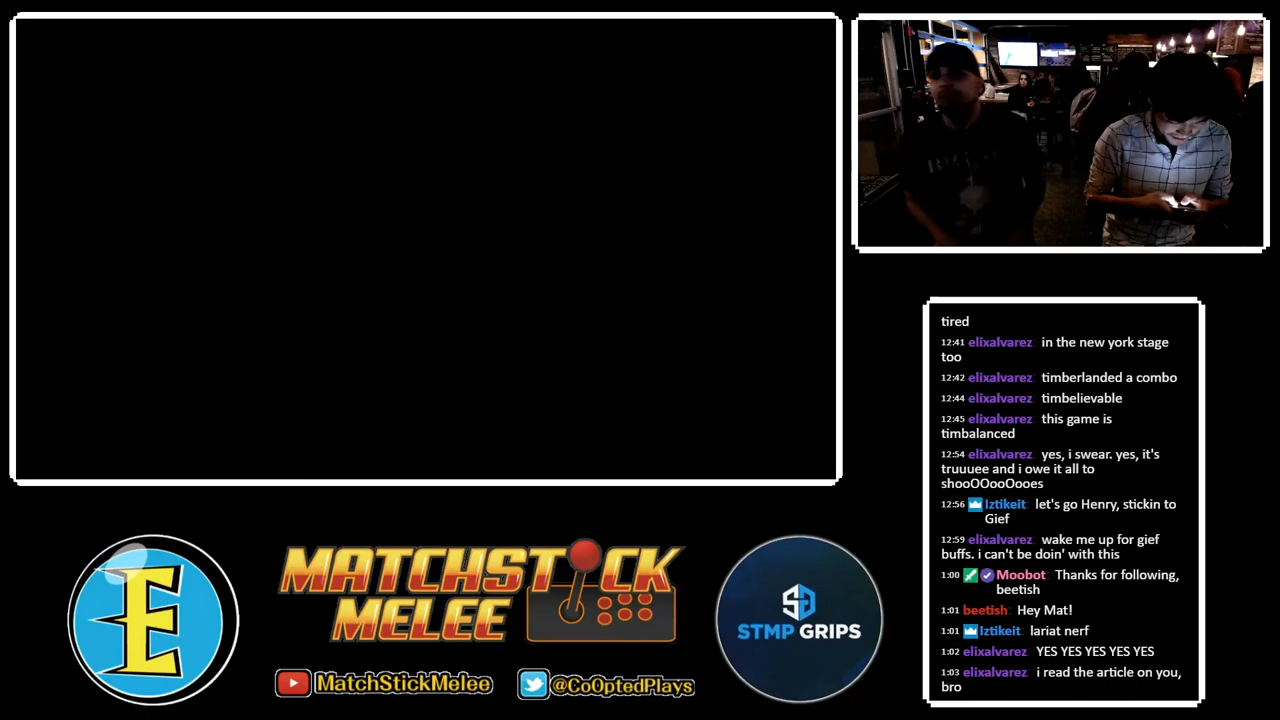 tired
12:41 elixalvarez: in the new york stage
too
12:42 elixalvarez: timberlanded a combo
12:44 elixalvarez: timbelievable
12:45 elixalvarez: this game is
timbalanced
12:54 elixalvarez: yes, i swear. yes, it's
truuuee and i owe it all to
shooOOooOooes
12:56 Iztikeit: let's go Henry, stickin to
Gief
12:59 elixalvarez: wake me up for gief
buffs. i can't be doin' with this
1:00 Moobot: Thanks for following,
beetish
1:01 beetish: Hey Mat!
1:01 Iztikeit: lariat nerf
1:02 elixalvarez: YES YES YES YES YES
1:03 elixalvarez: i read the article on you,
bro
E
MATCHSTICK
MELEE
MatchStickMelee
@CoOptedPlays
SG
STMP GRIPS